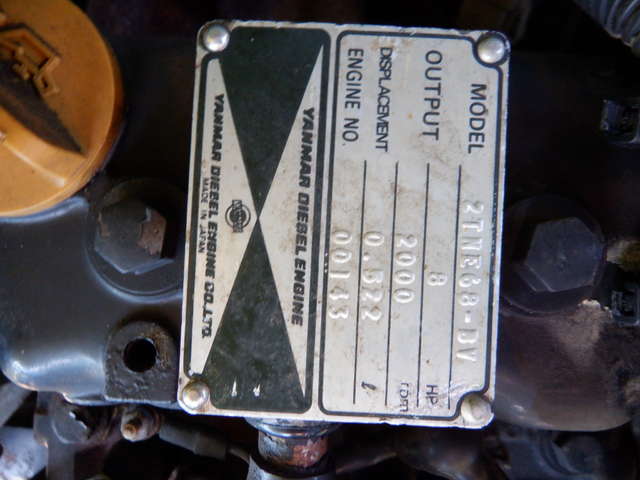 MODEL 2TNE68-BV
OUTPUT 8 HP
2000 rpm
DISPLACEMENT 0.522 ℓ
ENGINE NO. 00133
YANMAR DIESEL ENGINE
YANMAR DIESEL ENGINE CO.,LTD.
MADE IN JAPAN